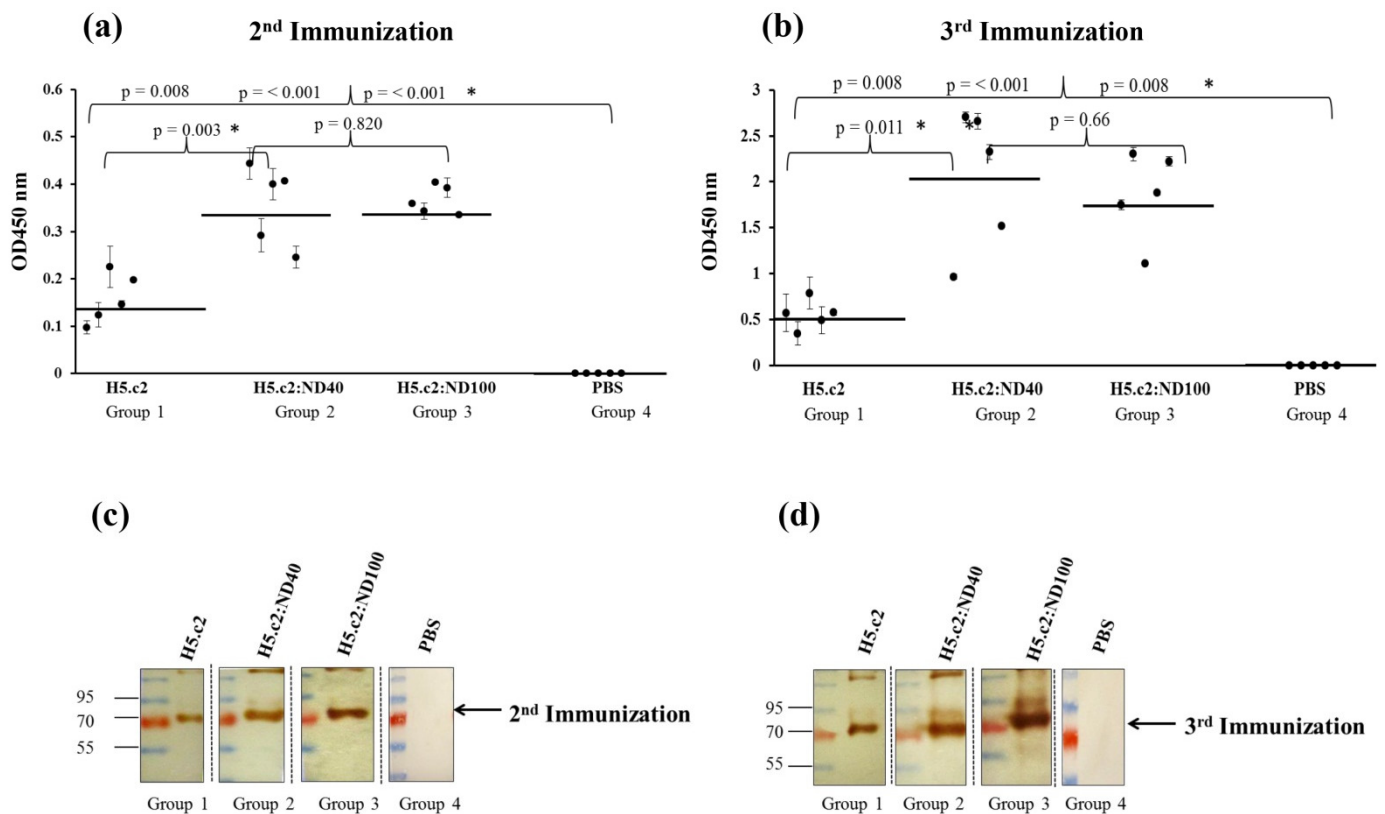 (a)
2nd Immunization
0.6
0.5
0.4
0.3
0.2
0.1
0
OD450 nm
p = 0.008 p = < 0.001 p = < 0.001 *
p = 0.003 * p = 0.820
H5.c2 H5.c2:ND40 H5.c2:ND100 PBS
Group 1 Group 2 Group 3 Group 4
(b)
3rd Immunization
3
2.5
2
1.5
1
0.5
0
OD450 nm
p = 0.008 p = < 0.001 p = 0.008 *
p = 0.011 * * p = 0.66
H5.c2 H5.c2:ND40 H5.c2:ND100 PBS
Group 1 Group 2 Group 3 Group 4
(c)
H5.c2 H5.c2:ND40 H5.c2:ND100 PBS
95
70
55
2nd Immunization
Group 1 Group 2 Group 3 Group 4
(d)
H5.c2 H5.c2:ND40 H5.c2:ND100 PBS
95
70
55
3rd Immunization
Group 1 Group 2 Group 3 Group 4